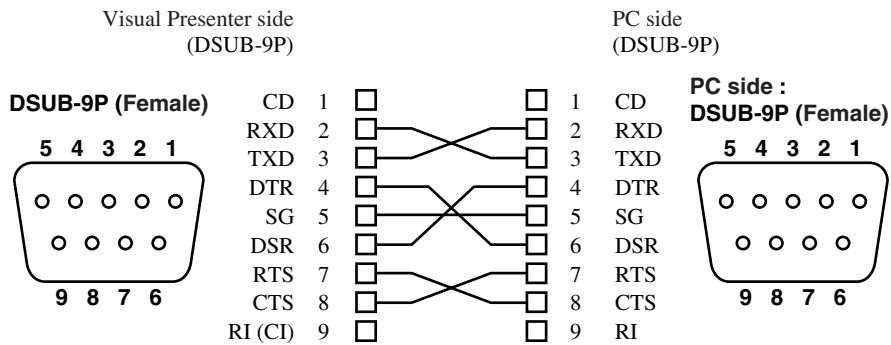 Visual Presenter side
(DSUB-9P)
PC side
(DSUB-9P)
DSUB-9P (Female)
5 4 3 2 1
9 8 7 6
CD 1
RXD 2
TXD 3
DTR 4
SG 5
DSR 6
RTS 7
CTS 8
RI (CI) 9
1 CD
2 RXD
3 TXD
4 DTR
5 SG
6 DSR
7 RTS
8 CTS
9 RI
PC side :
DSUB-9P (Female)
5 4 3 2 1
9 8 7 6